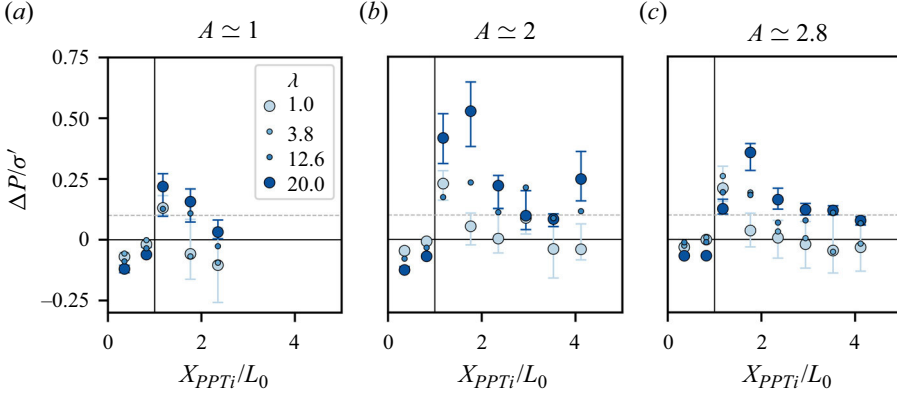 (a)
A ≃ 1
(b)
A ≃ 2
(c)
A ≃ 2.8
0.75
0.50
0.25
0
–0.25
ΔP/σ′
λ
1.0
3.8
12.6
20.0
0 2 4
0 2 4
0 2 4
X_PPTi/L_0
X_PPTi/L_0
X_PPTi/L_0